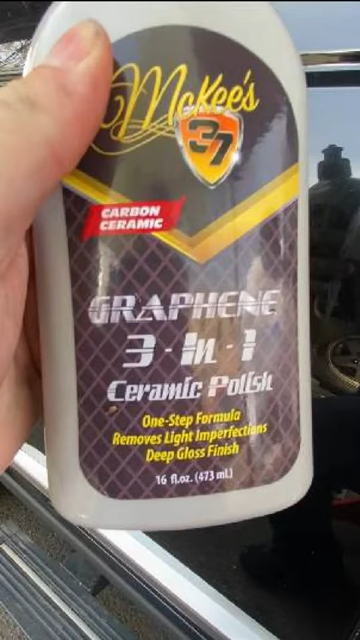 McKee's
37
CARBON
CERAMIC
GRAPHENE
3-In-1
Ceramic Polish
One-Step Formula
Removes Light Imperfections
Deep Gloss Finish
16 fl.oz. (473 mL)